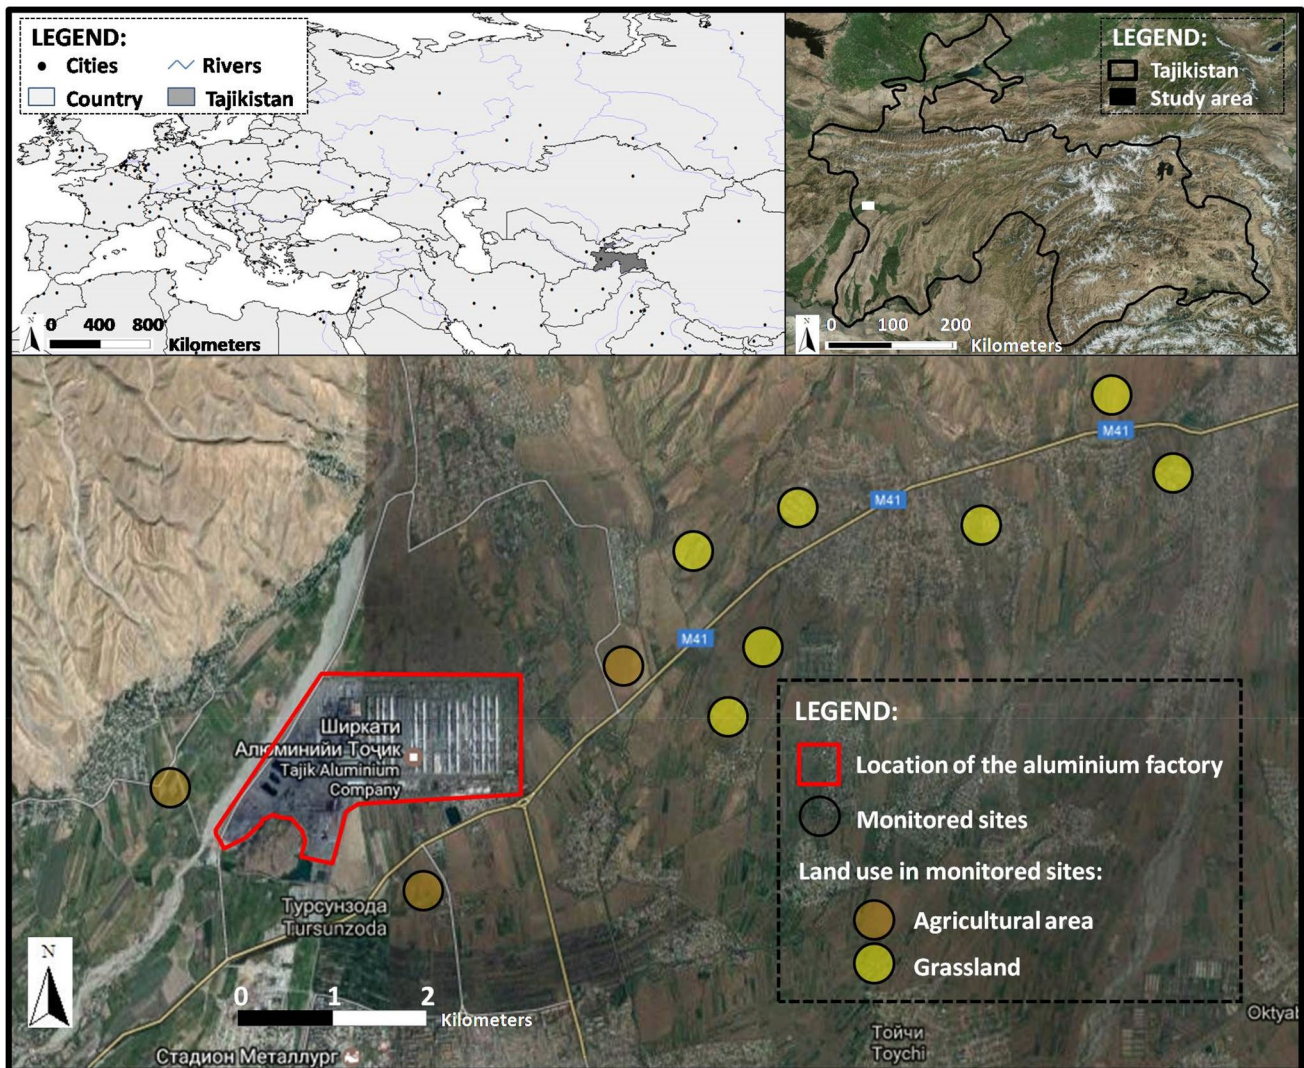 LEGEND:
Cities
Rivers
Country
Tajikistan
N
0 400 800
Kilometers
LEGEND:
Tajikistan
Study area
N
0 100 200
Kilometers
M41
M41
M41
Ширкати
Алюминийи Тоҷик
Tajik Aluminium
Company
LEGEND:
Location of the aluminium factory
Monitored sites
Land use in monitored sites:
Agricultural area
Grassland
Турсунзода
Tursunzoda
N
0 1 2
Kilometers
Стадион Металлург
Тойчи
Toychi
Oktyab